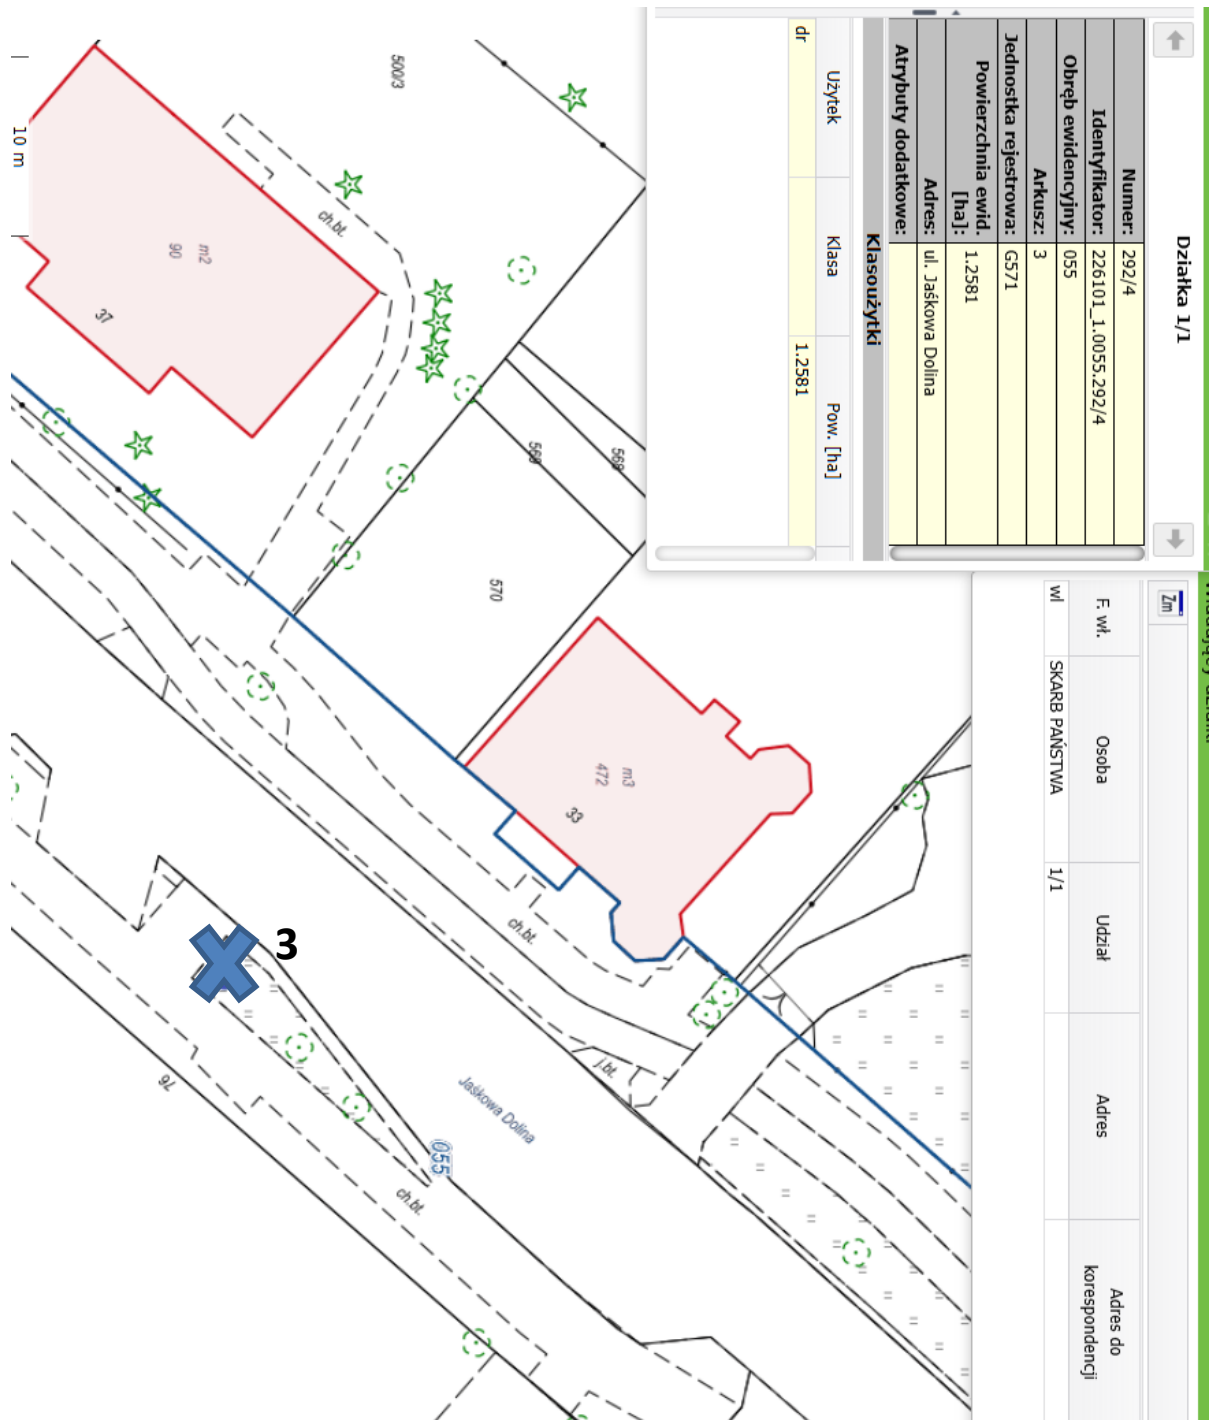 Działka 1/1
Numer: 292/4
Identyfikator: 226101_1.0055.292/4
Obręb ewidencyjny: 055
Arkusz: 3
Jednostka rejestrowa: G571
Powierzchnia ewid. [ha]: 1.2581
Adres: ul. Jaśkowa Dolina
Atrybuty dodatkowe:
Klasoużytki
Użytek Klasa Pow. [ha]
dr 1.2581
Zm
F. wł. Osoba Udział Adres Adres do korespondencji
wl SKARB PAŃSTWA 1/1
500/3
ch.bt.
m2
90
37
10 m
569
568
570
m3
472
33
ch.bt.
j.bt.
3
Jaśkowa Dolina
055
ch.bt.
76